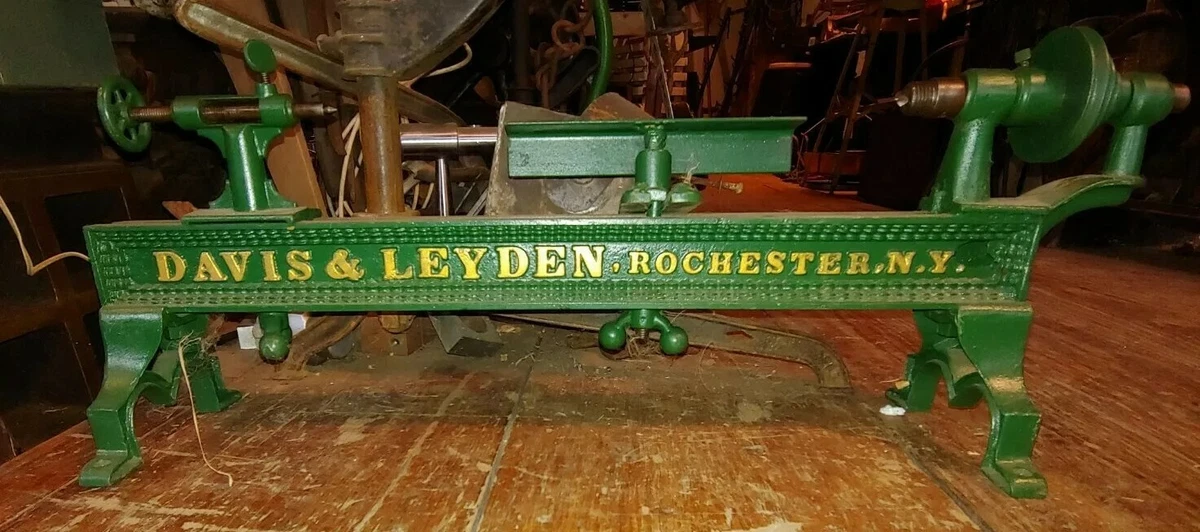 DAVIS & LEYDEN, ROCHESTER, N.Y.